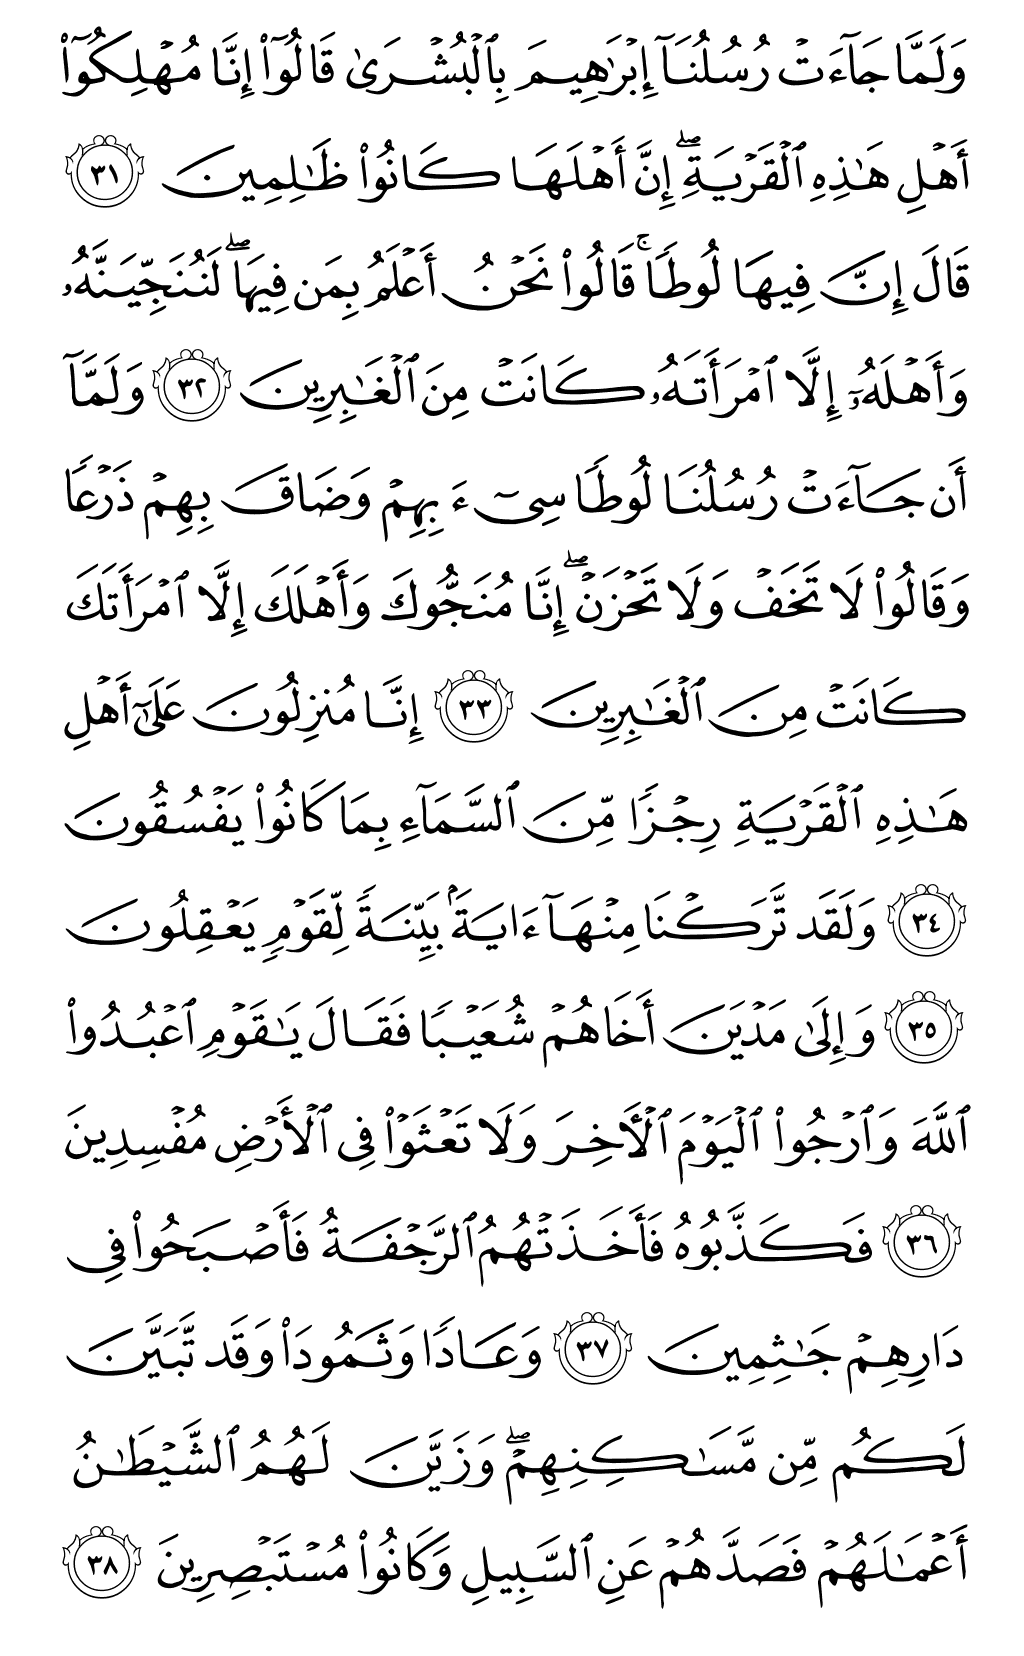 وَلَمَّا جَآءَتْ رُسُلُنَآ إِبْرَٰهِيمَ بِٱلْبُشْرَىٰ قَالُوٓا۟ إِنَّا مُهْلِكُوٓا۟
أَهْلِ هَٰذِهِ ٱلْقَرْيَةِ ۖ إِنَّ أَهْلَهَا كَانُوا۟ ظَٰلِمِينَ ٣١
قَالَ إِنَّ فِيهَا لُوطًا ۚ قَالُوا۟ نَحْنُ أَعْلَمُ بِمَن فِيهَا ۖ لَنُنَجِّيَنَّهُۥ
وَأَهْلَهُۥٓ إِلَّا ٱمْرَأَتَهُۥ كَانَتْ مِنَ ٱلْغَٰبِرِينَ ٣٢ وَلَمَّآ
أَن جَآءَتْ رُسُلُنَا لُوطًا سِىٓءَ بِهِمْ وَضَاقَ بِهِمْ ذَرْعًا
وَقَالُوا۟ لَا تَخَفْ وَلَا تَحْزَنْ ۖ إِنَّا مُنَجُّوكَ وَأَهْلَكَ إِلَّا ٱمْرَأَتَكَ
كَانَتْ مِنَ ٱلْغَٰبِرِينَ ٣٣ إِنَّا مُنزِلُونَ عَلَىٰٓ أَهْلِ
هَٰذِهِ ٱلْقَرْيَةِ رِجْزًا مِّنَ ٱلسَّمَآءِ بِمَا كَانُوا۟ يَفْسُقُونَ
٣٤ وَلَقَد تَّرَكْنَا مِنْهَآ ءَايَةًۢ بَيِّنَةً لِّقَوْمٍ يَعْقِلُونَ
٣٥ وَإِلَىٰ مَدْيَنَ أَخَاهُمْ شُعَيْبًا فَقَالَ يَٰقَوْمِ ٱعْبُدُوا۟
ٱللَّهَ وَٱرْجُوا۟ ٱلْيَوْمَ ٱلْأَخِرَ وَلَا تَعْثَوْا۟ فِى ٱلْأَرْضِ مُفْسِدِينَ
٣٦ فَكَذَّبُوهُ فَأَخَذَتْهُمُ ٱلرَّجْفَةُ فَأَصْبَحُوا۟ فِى
دَارِهِمْ جَٰثِمِينَ ٣٧ وَعَادًا وَثَمُودَا۟ وَقَد تَّبَيَّنَ
لَكُم مِّن مَّسَٰكِنِهِمْ ۖ وَزَيَّنَ لَهُمُ ٱلشَّيْطَٰنُ
أَعْمَٰلَهُمْ فَصَدَّهُمْ عَنِ ٱلسَّبِيلِ وَكَانُوا۟ مُسْتَبْصِرِينَ ٣٨